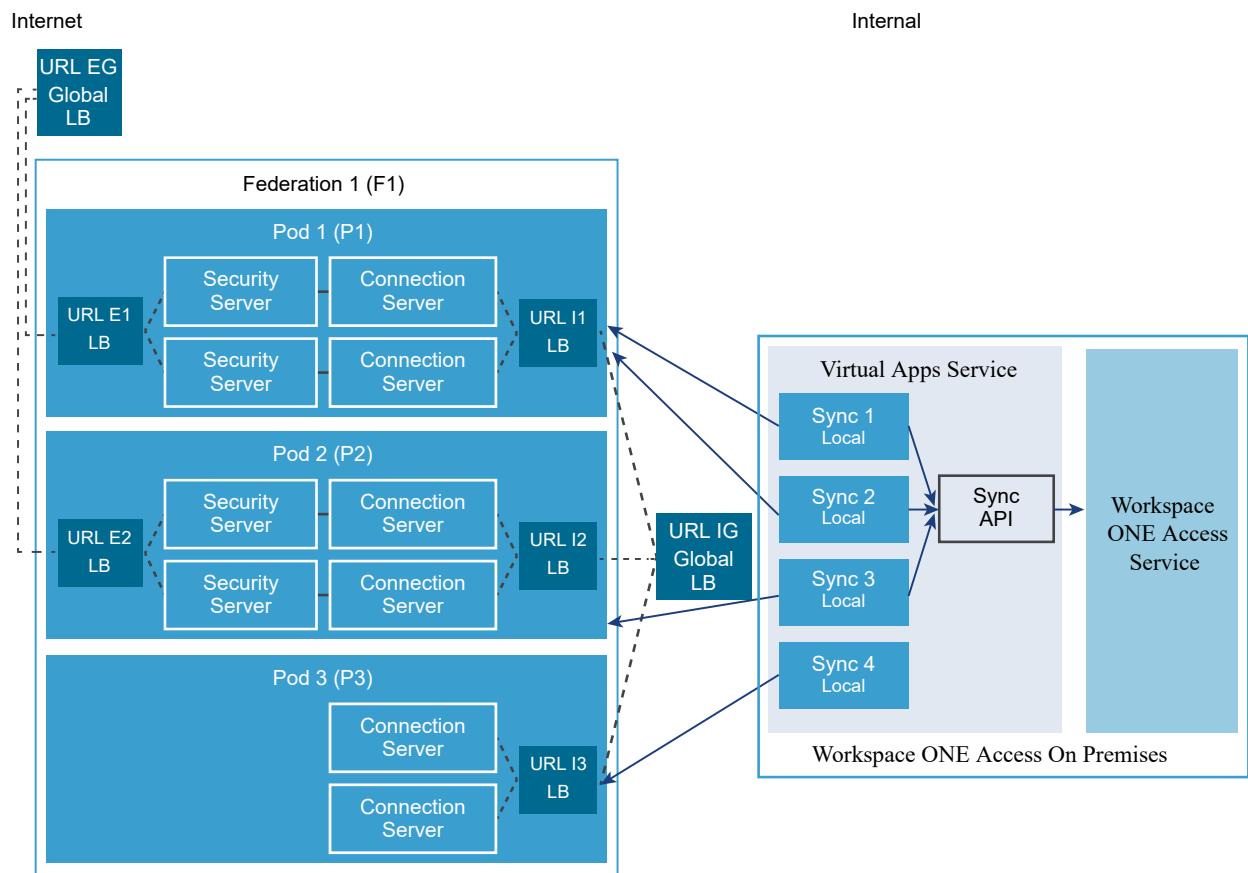 Internet
Internal
URL EG
Global
LB
Federation 1 (F1)
Pod 1 (P1)
Security
Server
Connection
Server
URL E1
LB
URL I1
LB
Security
Server
Connection
Server
Pod 2 (P2)
Security
Server
Connection
Server
URL E2
LB
URL I2
LB
Security
Server
Connection
Server
Pod 3 (P3)
Connection
Server
URL I3
LB
Connection
Server
URL IG
Global
LB
Virtual Apps Service
Sync 1
Local
Sync 2
Local
Sync 3
Local
Sync 4
Local
Sync
API
Workspace
ONE Access
Service
Workspace ONE Access On Premises